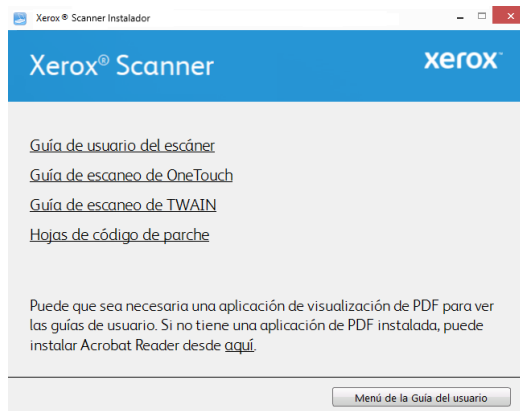 Xerox® Scanner Instalador
Xerox® Scanner
xerox™
Guía de usuario del escáner
Guía de escaneo de OneTouch
Guía de escaneo de TWAIN
Hojas de código de parche
Puede que sea necesaria una aplicación de visualización de PDF para ver
las guías de usuario. Si no tiene una aplicación de PDF instalada, puede
instalar Acrobat Reader desde aquí.
Menú de la Guía del usuario